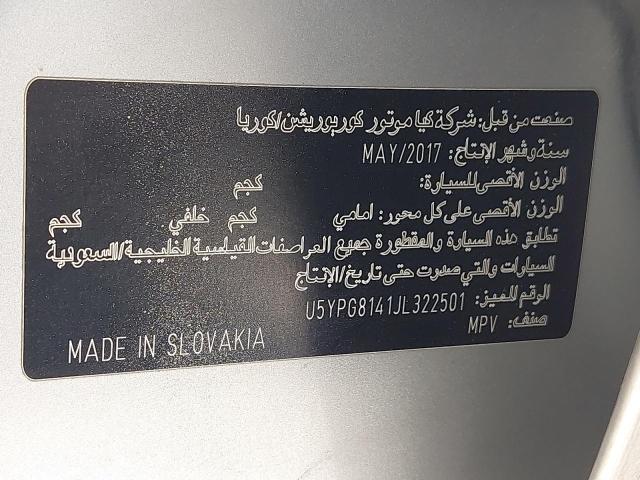 صنعت من قبل: شركة كيا موتور كوربوريشن/كوريا
سنة وشهر الإنتاج: MAY/2017
الوزن الأقصى للسيارة: كجم
الوزن الأقصى على كل محور: امامي كجم خلفي كجم
تطابق هذه السيارة والمقطورة جميع المواصفات القياسية الخليجية/السعودية
السيارات والتي صدرت حتى تاريخ/الإنتاج
الرقم المميز: U5YPG8141JL322501
صنف: MPV
MADE IN SLOVAKIA